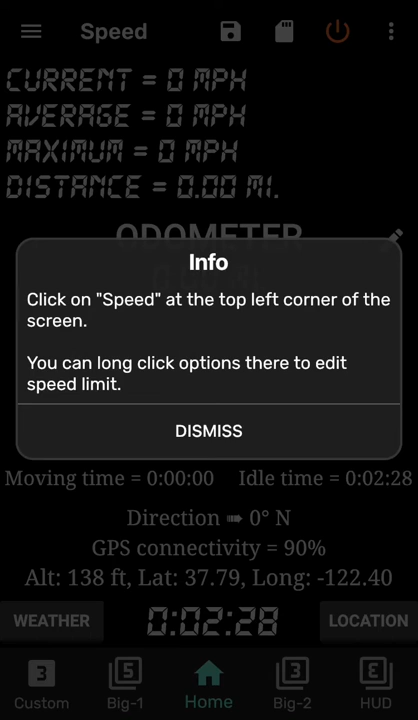 Speed
CURRENT = 0 MPH
AVERAGE = 0 MPH
MAXIMUM = 0 MPH
DISTANCE = 0.00 MI.
ODOMETER
Info
Click on "Speed" at the top left corner of the
screen.
You can long click options there to edit
speed limit.
DISMISS
Moving time = 0:00:00 Idle time = 0:02:28
Direction ➠ 0° N
GPS connectivity = 90%
Alt: 138 ft, Lat: 37.79, Long: -122.40
WEATHER 0:02:28 LOCATION
3 5 3 E
Custom Big-1 Home Big-2 HUD